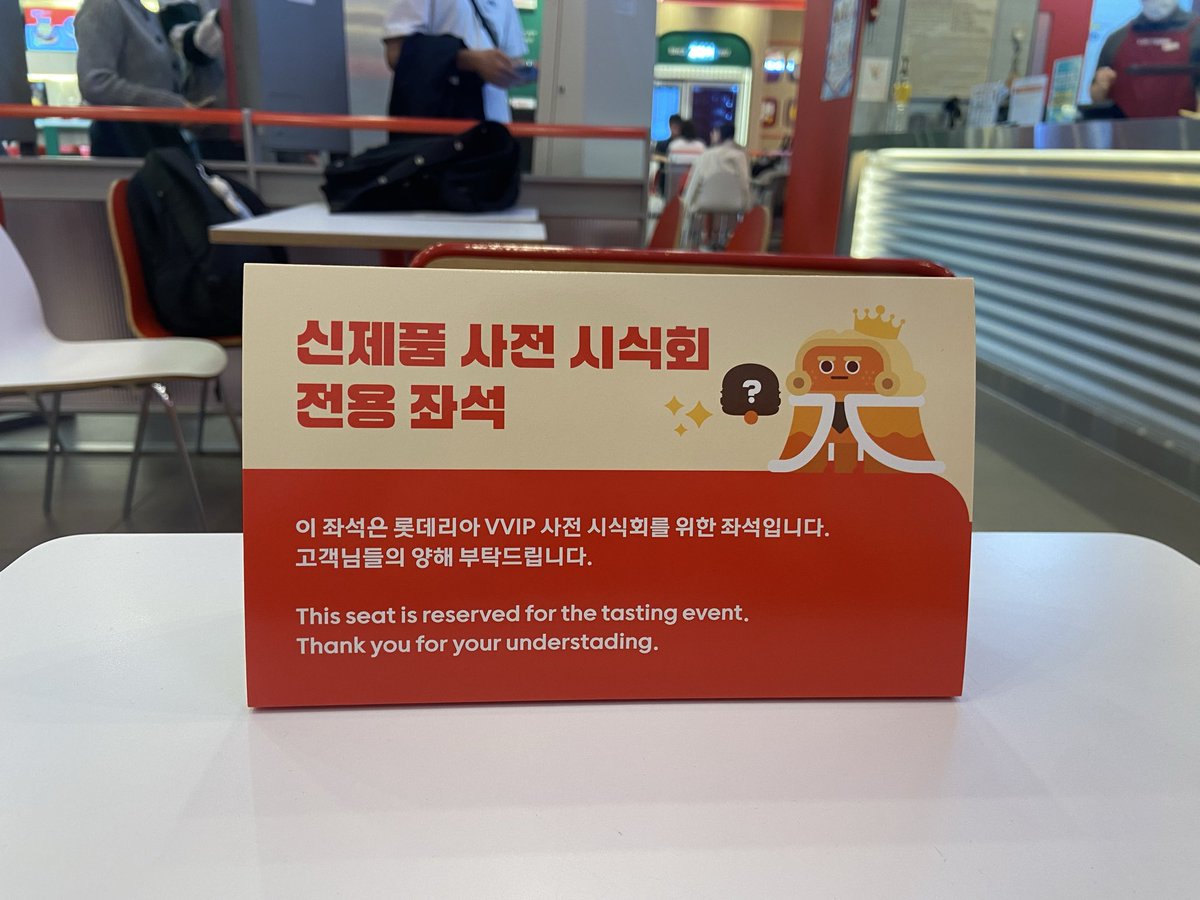 신제품 사전 시식회
전용 좌석
?
이 좌석은 롯데리아 VVIP 사전 시식회를 위한 좌석입니다.
고객님들의 양해 부탁드립니다.
This seat is reserved for the tasting event.
Thank you for your understading.